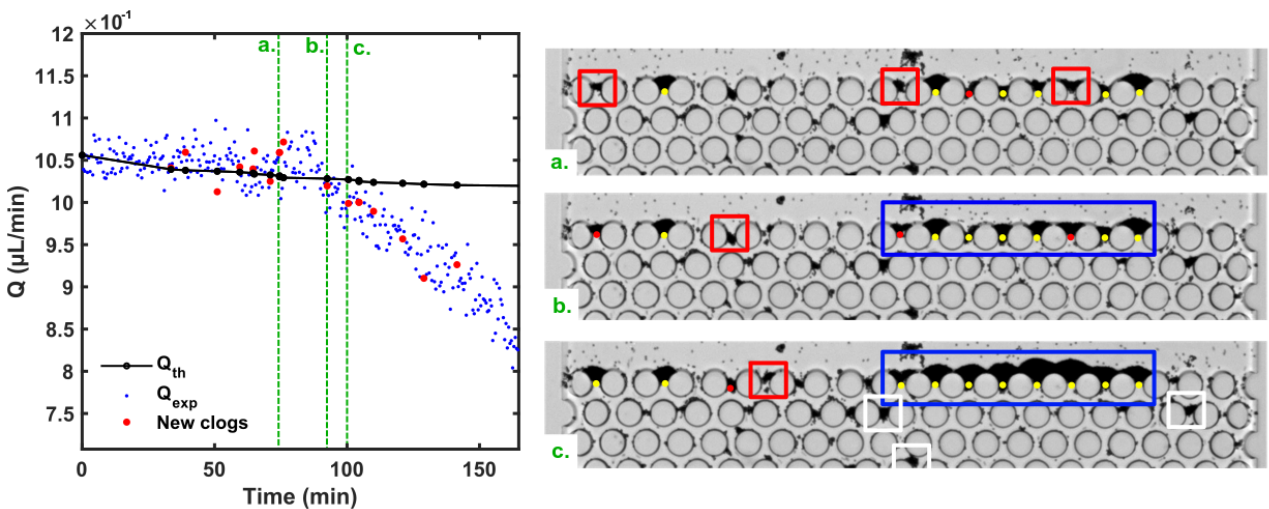 ×10⁻¹
12
11.5
11
10.5
10
9.5
9
8.5
8
7.5
Q (µL/min)
0
50
100
150
Time (min)
a.
b.
c.
Q_th
Q_exp
New clogs
a.
b.
c.